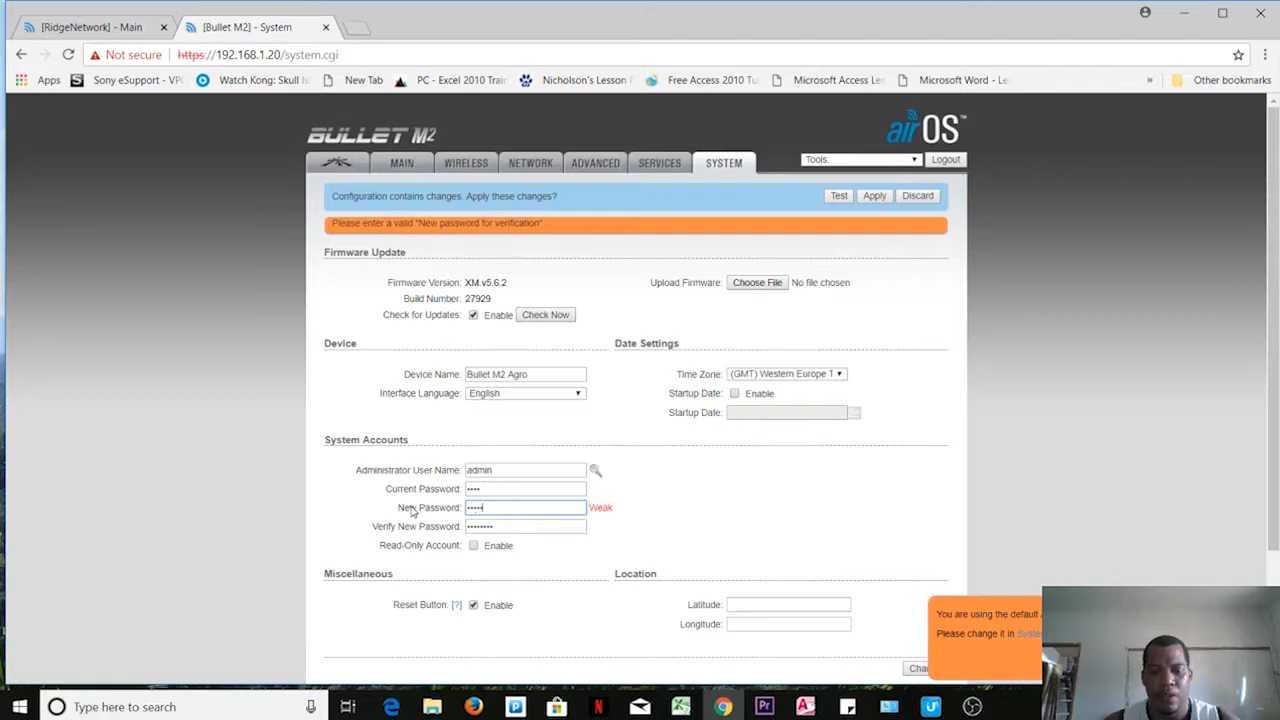 [RidgeNetwork] - Main
[Bullet M2] - System
Not secure https://192.168.1.20/system.cgi
Apps Sony eSupport - VPC Watch Kong: Skull Is New Tab PC - Excel 2010 Train Nicholson's Lesson P Free Access 2010 Tu Microsoft Access Les Microsoft Word - Le » Other bookmarks
BULLET M2
airOS™
MAIN WIRELESS NETWORK ADVANCED SERVICES SYSTEM Tools: Logout
Configuration contains changes. Apply these changes? Test Apply Discard
Please enter a valid "New password for verification"
Firmware Update
Firmware Version: XM.v5.6.2 Upload Firmware: Choose File No file chosen
Build Number: 27929
Check for Updates: Enable Check Now
Device Date Settings
Device Name: Bullet M2 Agro Time Zone: (GMT) Western Europe T
Interface Language: English Startup Date: Enable
Startup Date:
System Accounts
Administrator User Name: admin
Current Password: ••••
New Password: ••••• Weak
Verify New Password: ••••••••
Read-Only Account: Enable
Miscellaneous Location
Reset Button: [?] Enable Latitude:
Longitude:
You are using the default
Please change it in Syste
Cha
Type here to search